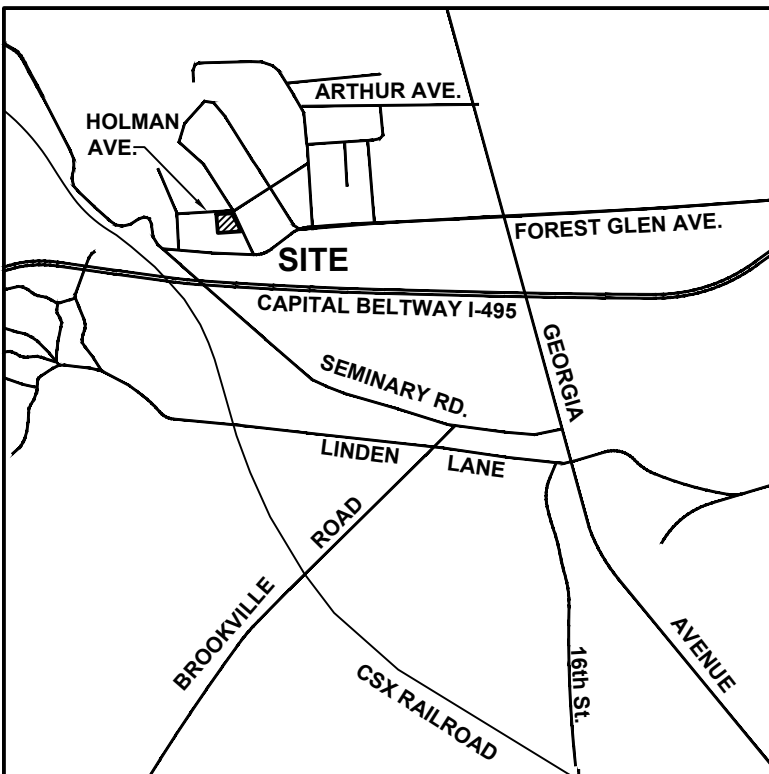 ARTHUR AVE.
HOLMAN
AVE.
FOREST GLEN AVE.
SITE
CAPITAL BELTWAY I-495
GEORGIA
SEMINARY RD.
LINDEN
LANE
ROAD
BROOKVILLE
AVENUE
16th St.
CSX RAILROAD